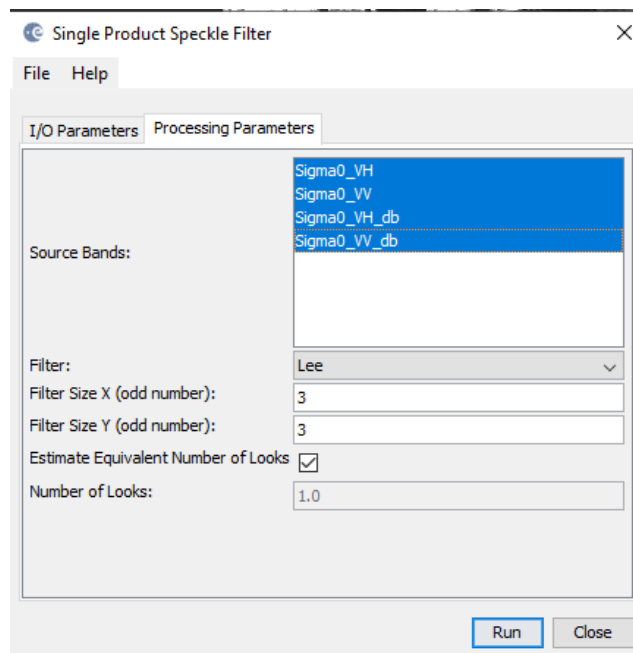 Single Product Speckle Filter
File Help
I/O Parameters Processing Parameters
Source Bands:
Sigma0_VH
Sigma0_VV
Sigma0_VH_db
Sigma0_VV_db
Filter: Lee
Filter Size X (odd number): 3
Filter Size Y (odd number): 3
Estimate Equivalent Number of Looks
Number of Looks: 1.0
Run Close